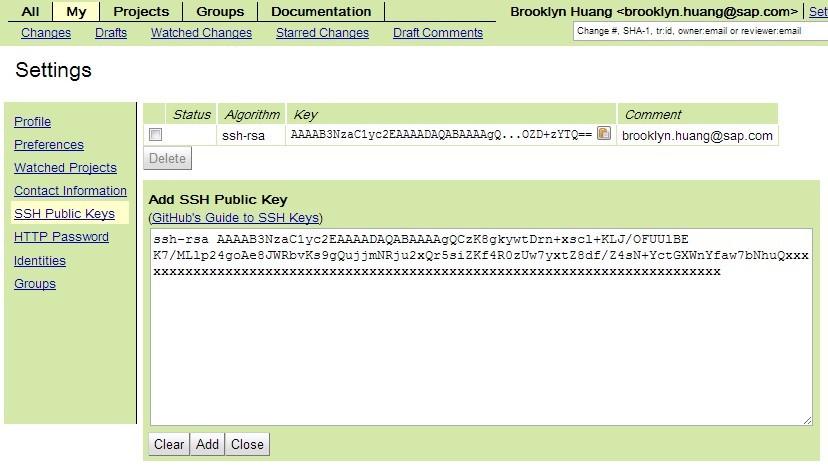 All My Projects Groups Documentation Brooklyn Huang <brooklyn.huang@sap.com> Set
Changes Drafts Watched Changes Starred Changes Draft Comments Change #, SHA-1, tr:id, owner:email or reviewer:email
Settings
Profile
Preferences
Watched Projects
Contact Information
SSH Public Keys
HTTP Password
Identities
Groups
Status Algorithm Key Comment
ssh-rsa AAAAB3NzaC1yc2EAAAADAQABAAAAgQ...OZD+zYTQ== brooklyn.huang@sap.com
Delete
Add SSH Public Key
(GitHub's Guide to SSH Keys)
ssh-rsa AAAAB3NzaC1yc2EAAAADAQABAAAAgQCzK8gkywtDrn+xscl+KLJ/OFUUlBE
K7/MLlp24goAe8JWRbvKs9gQujjmNRju2xQr5siZKf4R0zUw7yxtZ8df/Z4sN+YctGXWnYfaw7bNhuQxxx
xxxxxxxxxxxxxxxxxxxxxxxxxxxxxxxxxxxxxxxxxxxxxxxxxxxxxxxxxxxxxxxxxxxxxxx
Clear Add Close